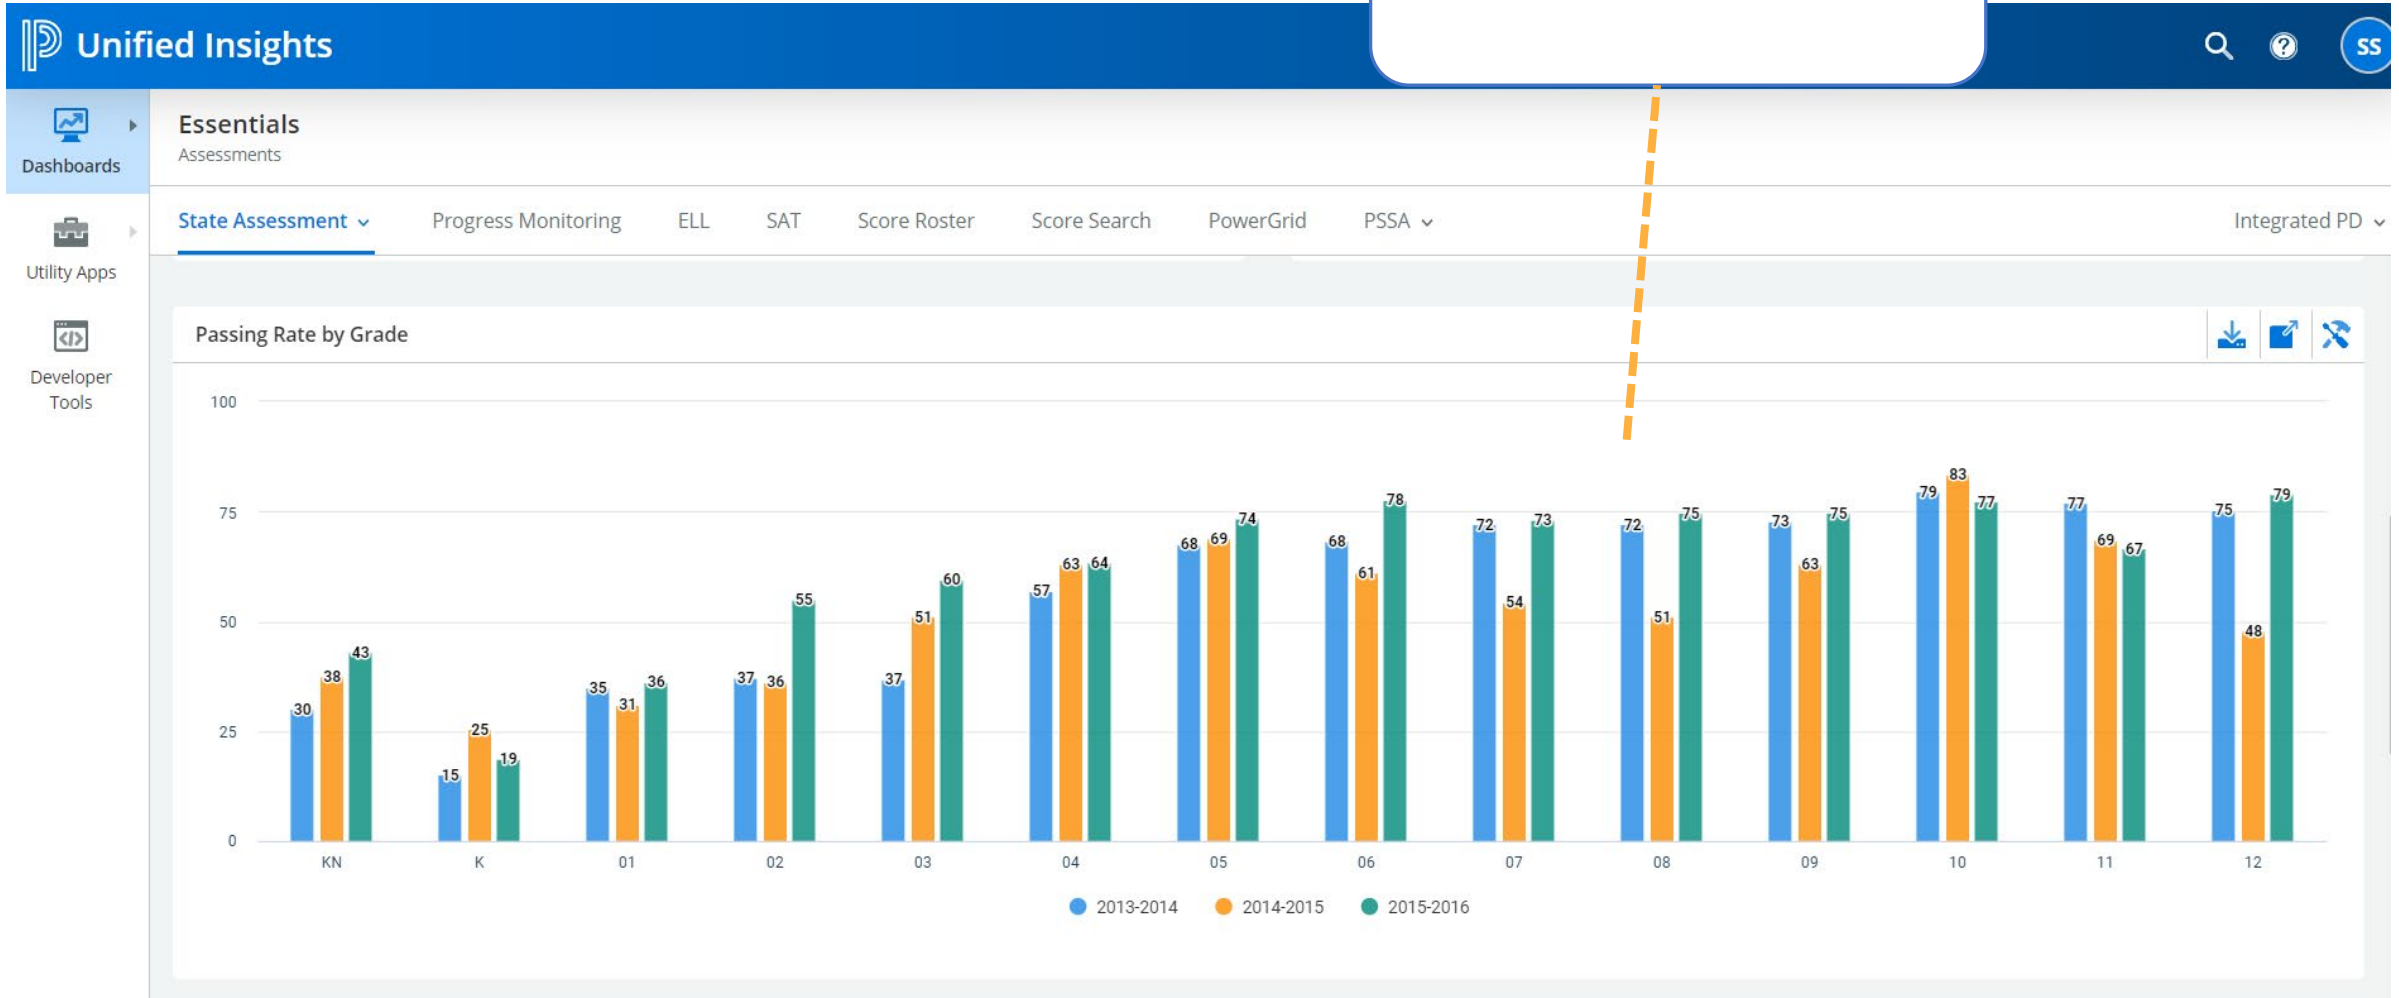 Unified Insights
SS
Dashboards
Utility Apps
Developer
Tools
Essentials
Assessments
State Assessment
Progress Monitoring
ELL
SAT
Score Roster
Score Search
PowerGrid
PSSA
Integrated PD
Passing Rate by Grade
100
75
50
25
0
30 38 43
15 25 19
35 31 36
37 36 55
37 51 60
57 63 64
68 69 74
68 61 78
72 54 73
72 51 75
73 63 75
79 83 77
77 69 67
75 48 79
KN K 01 02 03 04 05 06 07 08 09 10 11 12
2013-2014 2014-2015 2015-2016